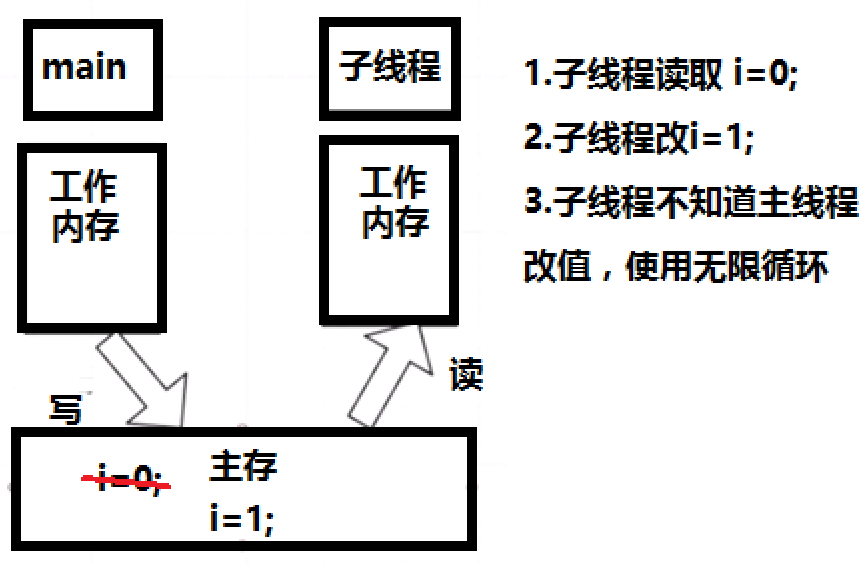 main
子线程
1.子线程读取 i=0;
2.子线程改i=1;
3.子线程不知道主线程
改值，使用无限循环
工作
内存
工作
内存
写
读
i=0;
主存
i=1;